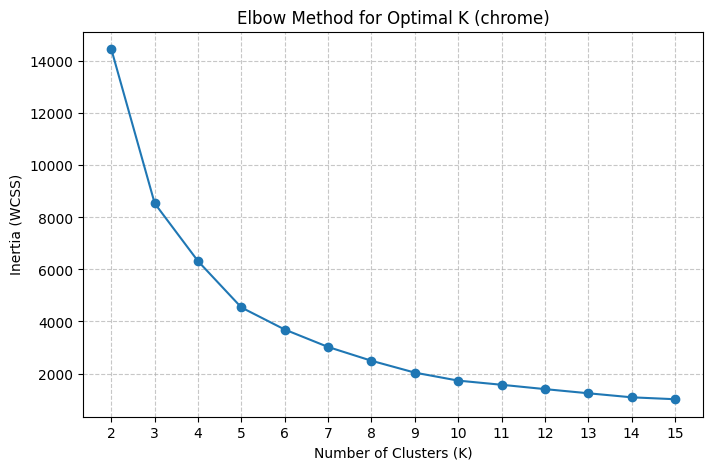 Elbow Method for Optimal K (chrome)
14000
12000
10000
8000
6000
4000
2000
Inertia (WCSS)
2 3 4 5 6 7 8 9 10 11 12 13 14 15
Number of Clusters (K)